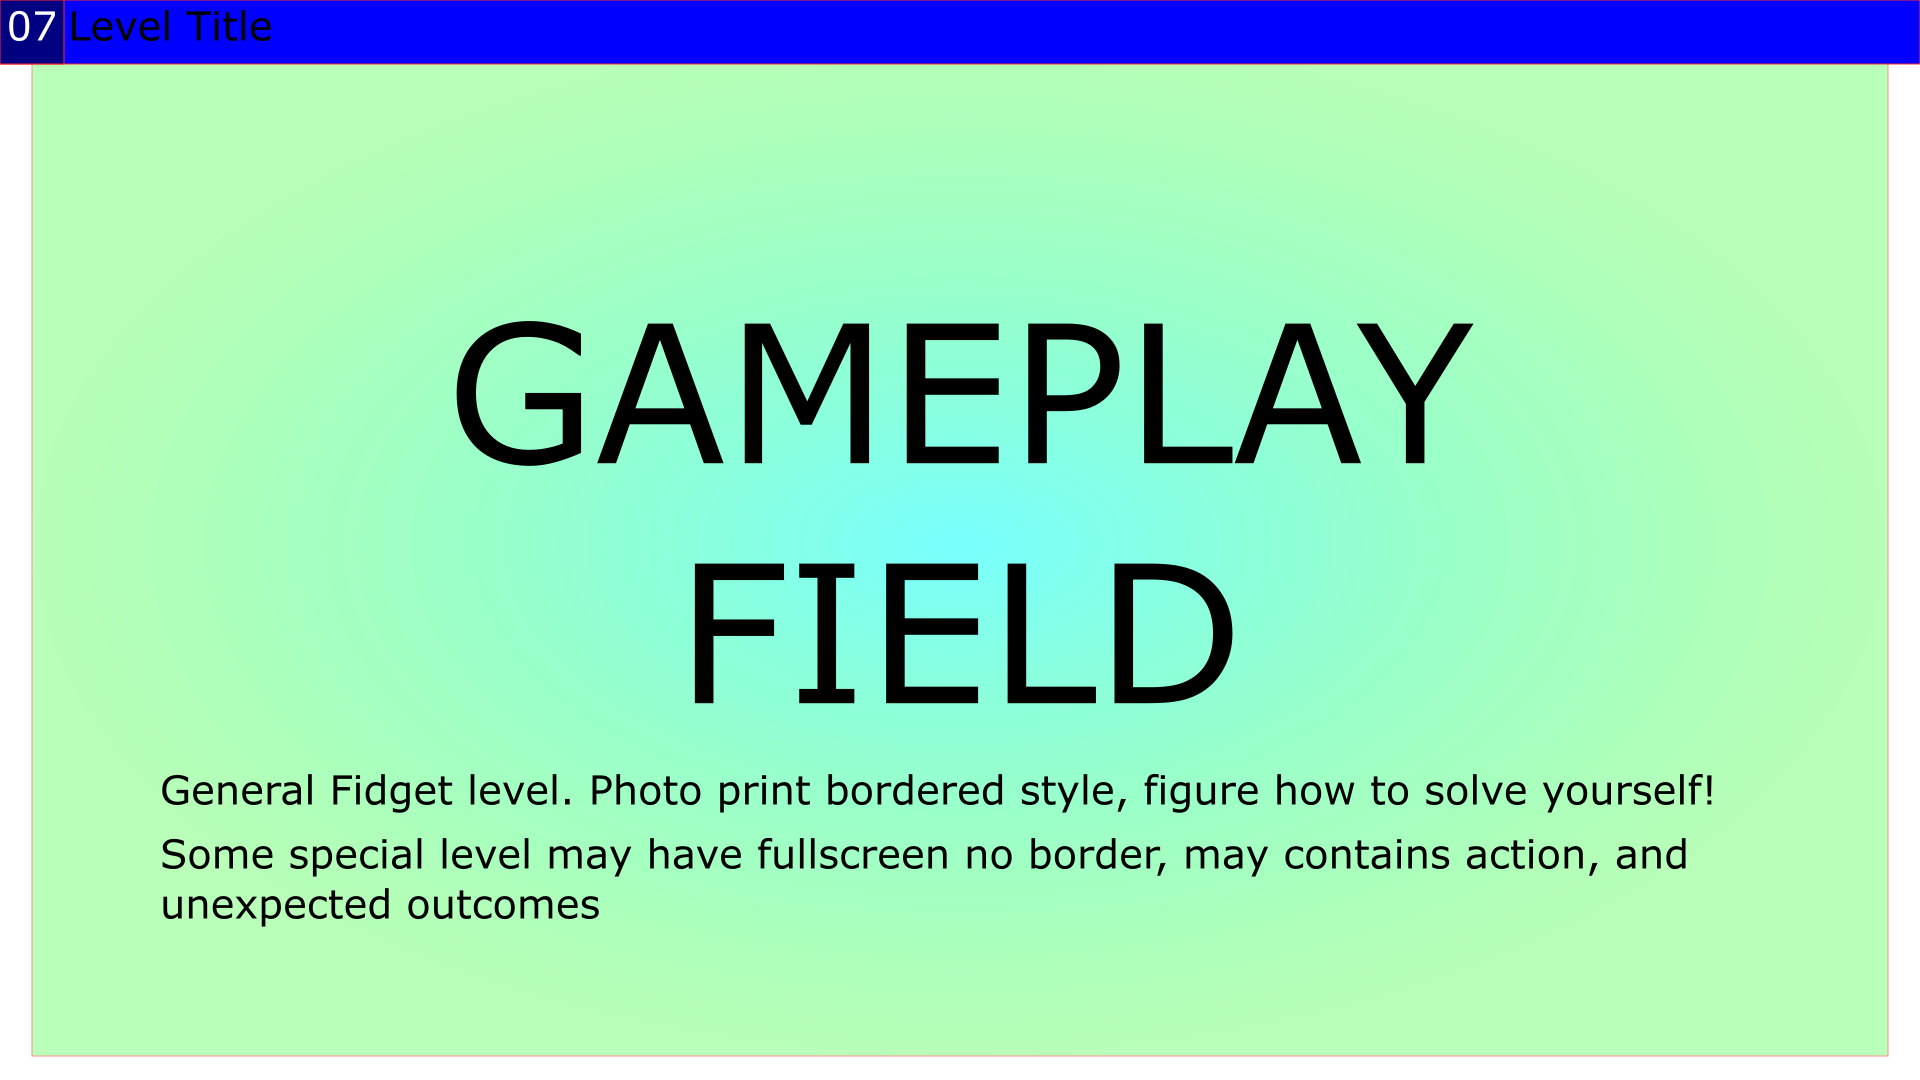 07 Level Title
GAMEPLAY
FIELD
General Fidget level. Photo print bordered style, figure how to solve yourself!
Some special level may have fullscreen no border, may contains action, and
unexpected outcomes